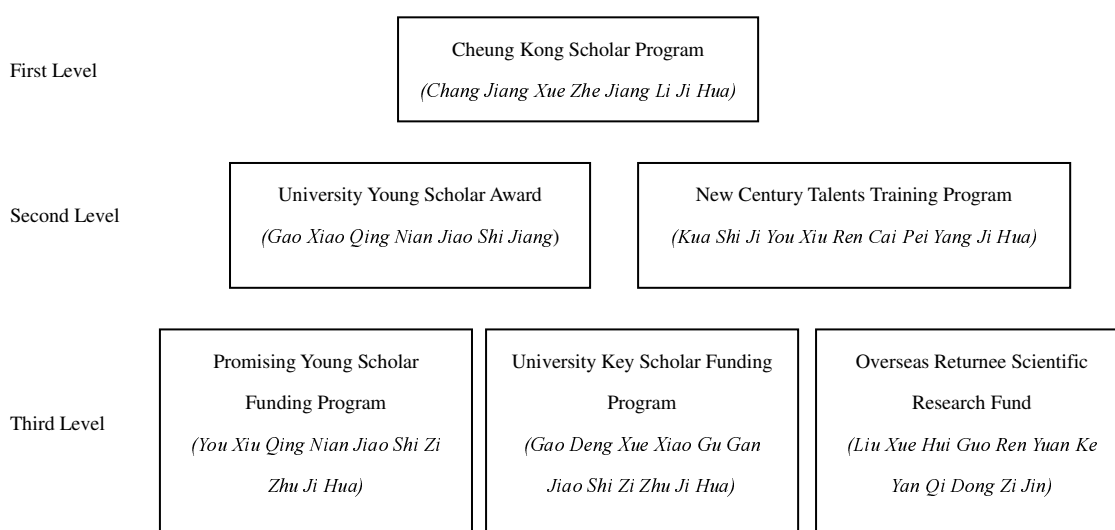 First Level
Cheung Kong Scholar Program
(Chang Jiang Xue Zhe Jiang Li Ji Hua)
Second Level
University Young Scholar Award
(Gao Xiao Qing Nian Jiao Shi Jiang)
New Century Talents Training Program
(Kua Shi Ji You Xiu Ren Cai Pei Yang Ji Hua)
Third Level
Promising Young Scholar
Funding Program
(You Xiu Qing Nian Jiao Shi Zi
Zhu Ji Hua)
University Key Scholar Funding
Program
(Gao Deng Xue Xiao Gu Gan
Jiao Shi Zi Zhu Ji Hua)
Overseas Returnee Scientific
Research Fund
(Liu Xue Hui Guo Ren Yuan Ke
Yan Qi Dong Zi Jin)